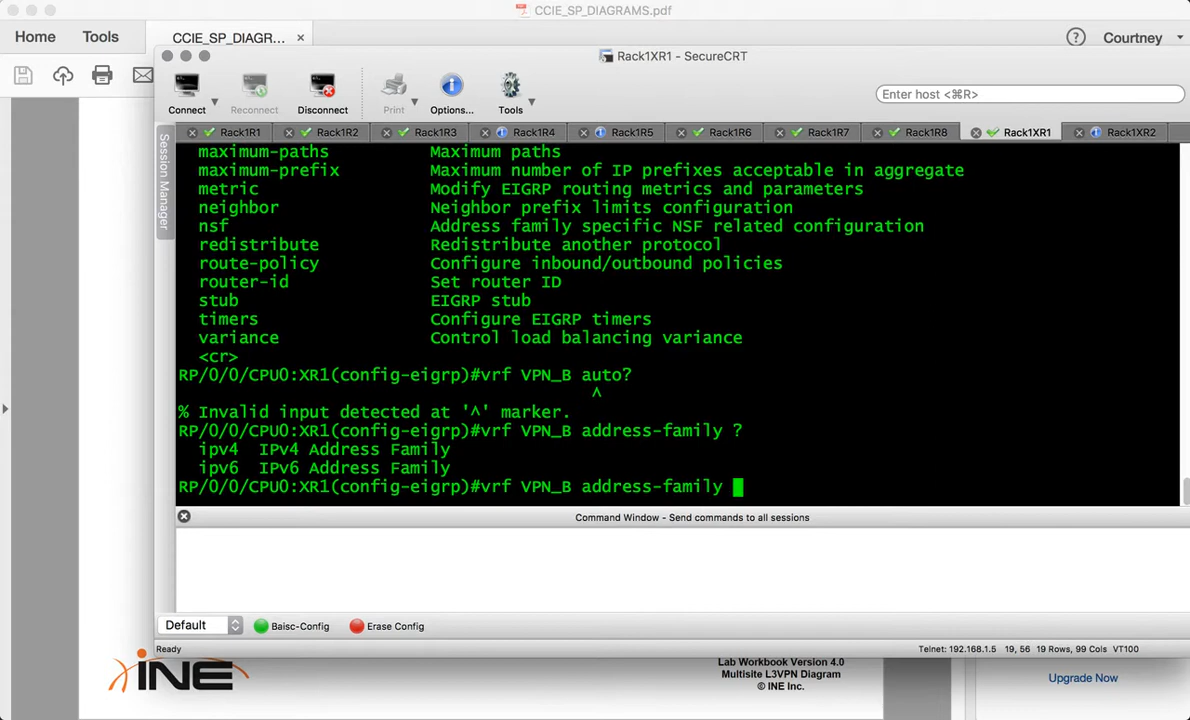 CCIE_SP_DIAGRAMS.pdf
Home Tools CCIE_SP_DIAGR... × ? Courtney
Rack1XR1 - SecureCRT
Connect Reconnect Disconnect Print Options... Tools Enter host <⌘R>
Session Manager
Rack1R1 Rack1R2 Rack1R3 Rack1R4 Rack1R5 Rack1R6 Rack1R7 Rack1R8 Rack1XR1 Rack1XR2
maximum-paths Maximum paths
maximum-prefix Maximum number of IP prefixes acceptable in aggregate
metric Modify EIGRP routing metrics and parameters
neighbor Neighbor prefix limits configuration
nsf Address family specific NSF related configuration
redistribute Redistribute another protocol
route-policy Configure inbound/outbound policies
router-id Set router ID
stub EIGRP stub
timers Configure EIGRP timers
variance Control load balancing variance
<cr>
RP/0/0/CPU0:XR1(config-eigrp)#vrf VPN_B auto?
^
% Invalid input detected at '^' marker.
RP/0/0/CPU0:XR1(config-eigrp)#vrf VPN_B address-family ?
ipv4 IPv4 Address Family
ipv6 IPv6 Address Family
RP/0/0/CPU0:XR1(config-eigrp)#vrf VPN_B address-family
Command Window - Send commands to all sessions
Default Baisc-Config Erase Config
Ready Telnet: 192.168.1.5 19, 56 19 Rows, 99 Cols VT100
INE
Lab Workbook Version 4.0
Multisite L3VPN Diagram
© INE Inc.
Upgrade Now